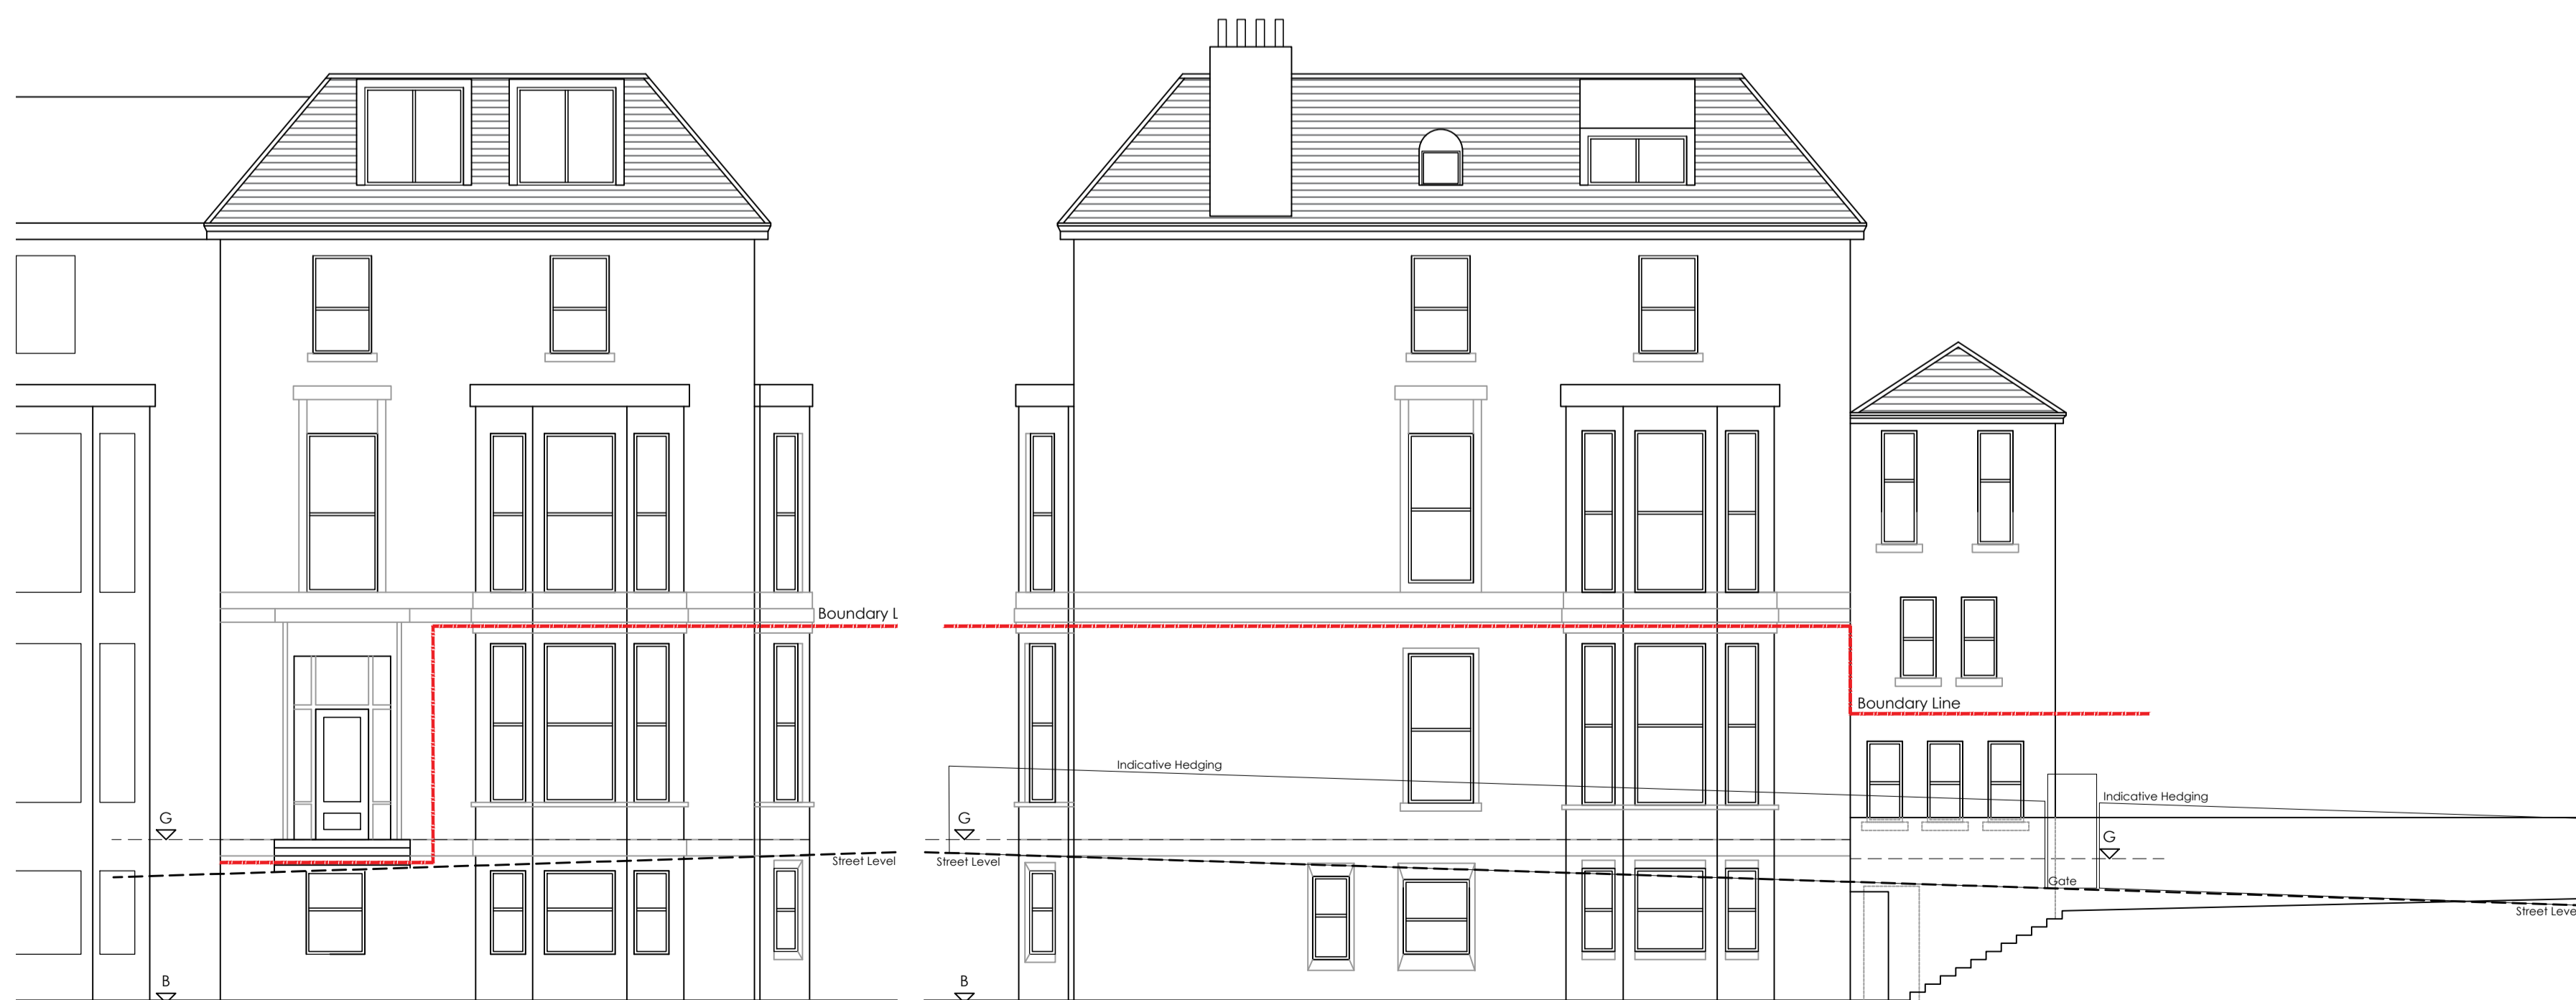 Boundary L
G
Street Level
B
Indicative Hedging
G
Street Level
B
Boundary Line
Indicative Hedging
G
Gate
Street Leve